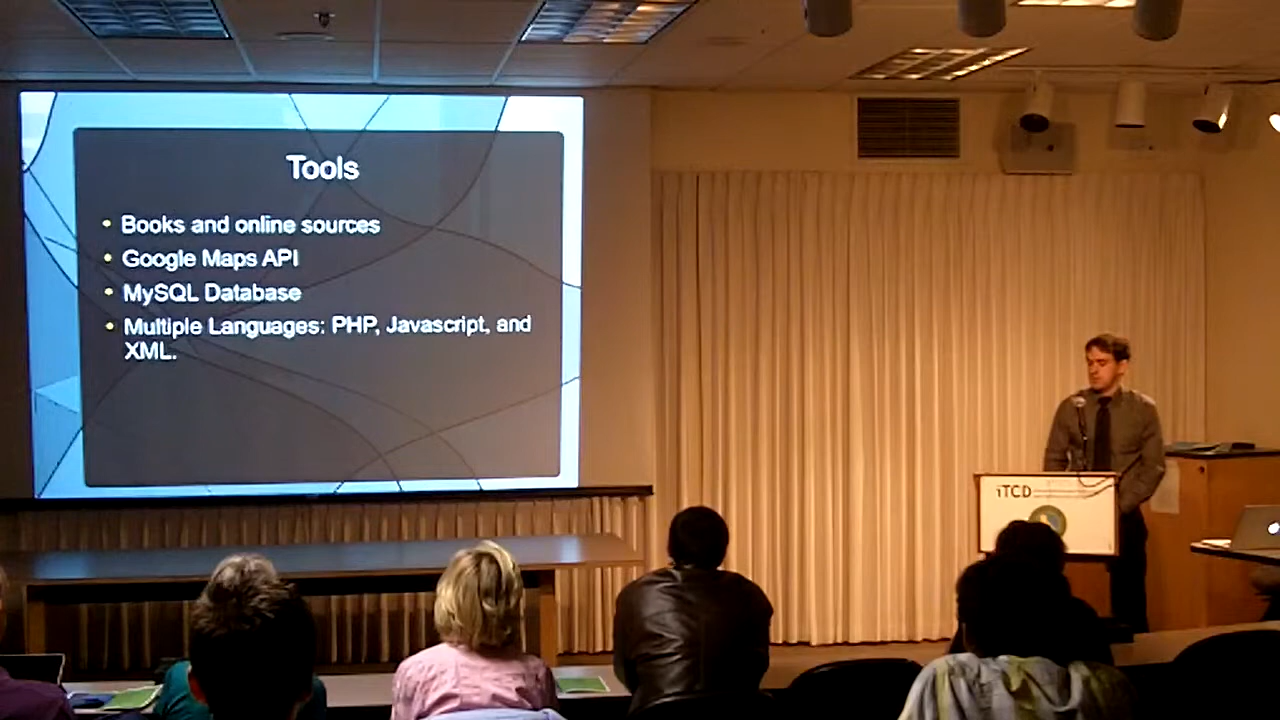 Tools
Books and online sources
Google Maps API
MySQL Database
Multiple Languages: PHP, Javascript, and
XML.
iTCD